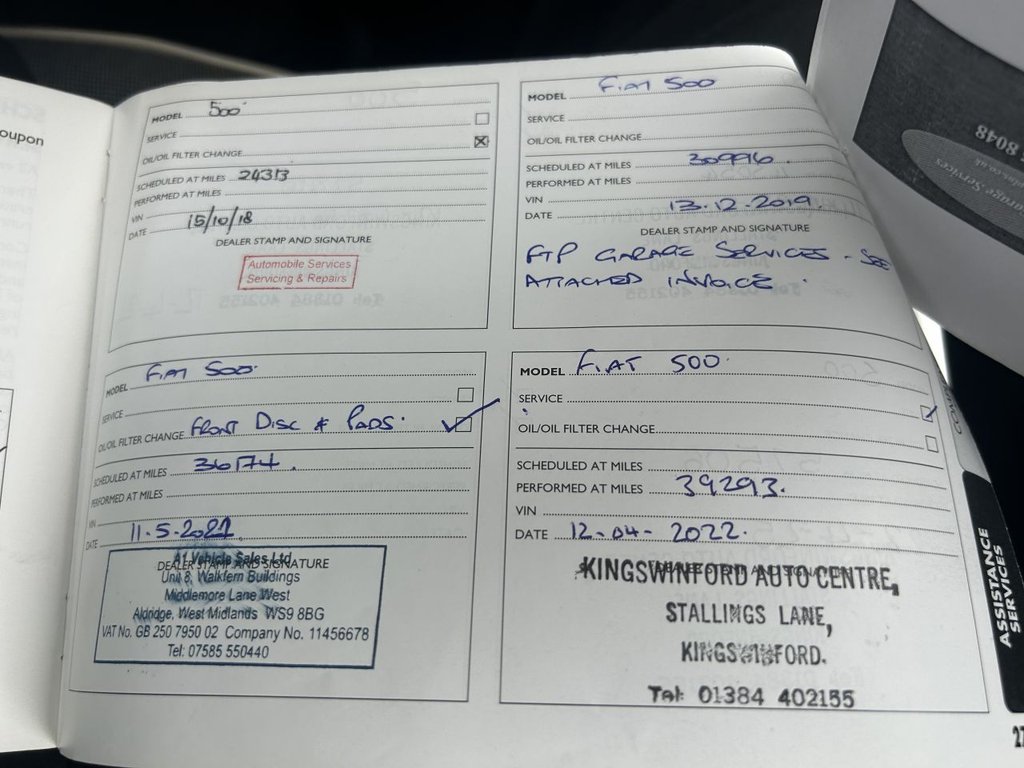 oupon
MODEL 500
SERVICE
OIL/OIL FILTER CHANGE
SCHEDULED AT MILES 24313
PERFORMED AT MILES
VIN
DATE 15/10/18
DEALER STAMP AND SIGNATURE
Automobile Services
Servicing & Repairs
MODEL Fiat 500
SERVICE
OIL/OIL FILTER CHANGE
SCHEDULED AT MILES 30996
PERFORMED AT MILES
VIN
DATE 13.12.2019.
DEALER STAMP AND SIGNATURE
FTP GARAGE SERVICES - SEE
ATTACHED INVOICE.
MODEL Fiat 500
SERVICE
OIL/OIL FILTER CHANGE FRONT DISC & PADS.
SCHEDULED AT MILES 36174.
PERFORMED AT MILES
VIN
DATE 11.5.2021
DEALER STAMP AND SIGNATURE
A1 Vehicle Sales Ltd
Unit 8, Walkfern Buildings
Middlemore Lane West
Aldridge, West Midlands WS9 8BG
VAT No. GB 250 7950 02 Company No. 11456678
Tel: 07585 550440
MODEL FIAT 500
SERVICE
OIL/OIL FILTER CHANGE
SCHEDULED AT MILES
PERFORMED AT MILES 39293.
VIN
DATE 12-04-2022.
KINGSWINFORD AUTO CENTRE,
STALLINGS LANE,
KINGSWINFORD.
Tel: 01384 402155
ASSISTANCE
SERVICES
8048